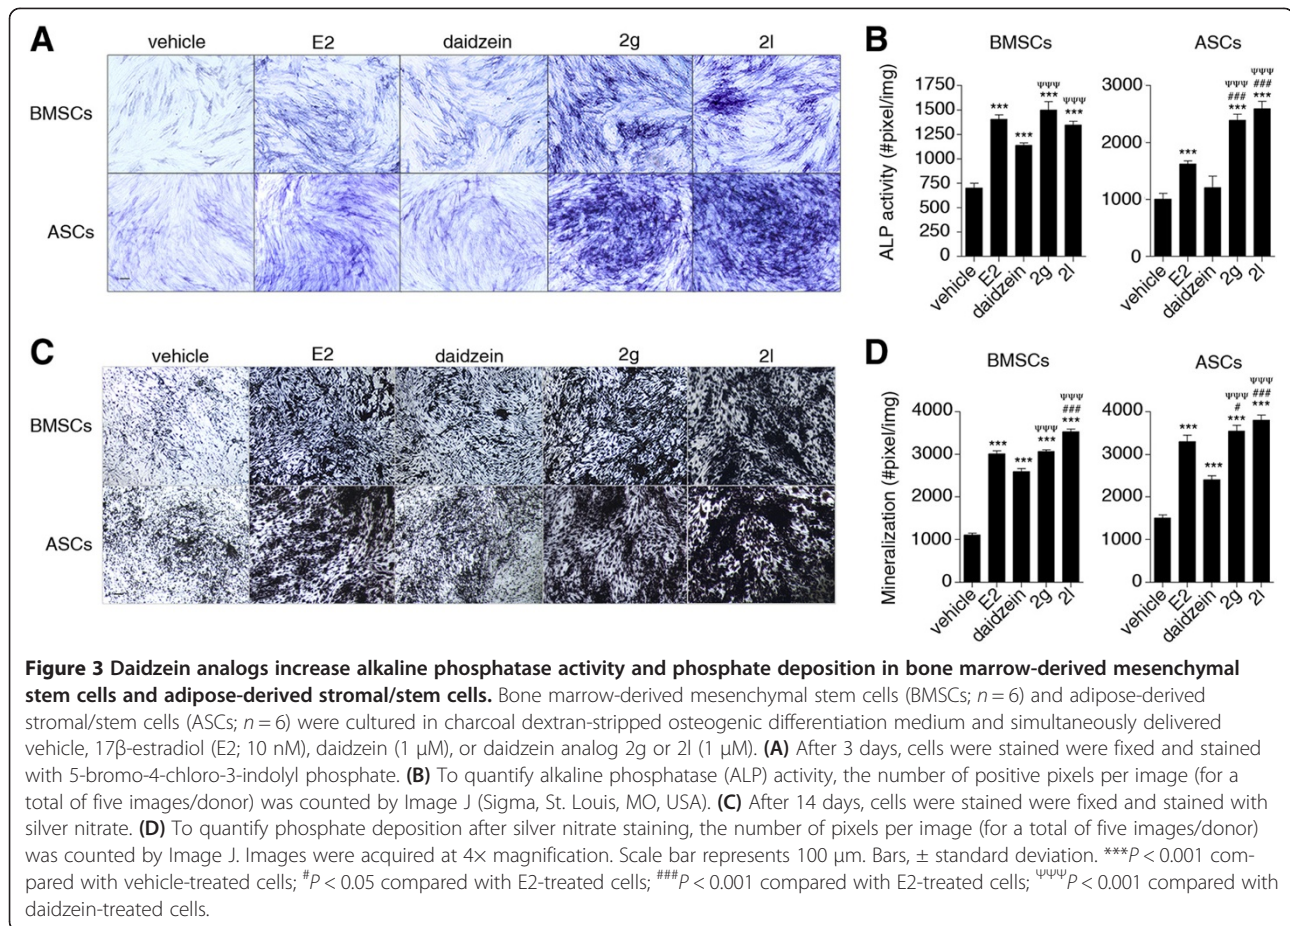 A
vehicle E2 daidzein 2g 2l
BMSCs
ASCs
B
BMSCs ASCs
ALP activity (#pixel/img)
1750
1500
1250
1000
750
500
250
0
*** *** ψψψ *** ψψψ ***
vehicle E2 daidzein 2g 2l
3000
2000
1000
0
*** ψψψ ### *** ψψψ ### ***
vehicle E2 daidzein 2g 2l
C
vehicle E2 daidzein 2g 2l
BMSCs
ASCs
D
BMSCs ASCs
Mineralization (#pixel/img)
4000
3000
2000
1000
0
*** *** ψψψ *** ψψψ ### ***
vehicle E2 daidzein 2g 2l
4000
3000
2000
1000
0
*** *** ψψψ # *** ψψψ ### ***
vehicle E2 daidzein 2g 2l
Figure 3 Daidzein analogs increase alkaline phosphatase activity and phosphate deposition in bone marrow-derived mesenchymal
stem cells and adipose-derived stromal/stem cells. Bone marrow-derived mesenchymal stem cells (BMSCs; n = 6) and adipose-derived
stromal/stem cells (ASCs; n = 6) were cultured in charcoal dextran-stripped osteogenic differentiation medium and simultaneously delivered
vehicle, 17β-estradiol (E2; 10 nM), daidzein (1 μM), or daidzein analog 2g or 2l (1 μM). (A) After 3 days, cells were stained were fixed and stained
with 5-bromo-4-chloro-3-indolyl phosphate. (B) To quantify alkaline phosphatase (ALP) activity, the number of positive pixels per image (for a
total of five images/donor) was counted by Image J (Sigma, St. Louis, MO, USA). (C) After 14 days, cells were stained were fixed and stained with
silver nitrate. (D) To quantify phosphate deposition after silver nitrate staining, the number of pixels per image (for a total of five images/donor)
was counted by Image J. Images were acquired at 4× magnification. Scale bar represents 100 μm. Bars, ± standard deviation. ***P < 0.001 com-
pared with vehicle-treated cells; #P < 0.05 compared with E2-treated cells; ###P < 0.001 compared with E2-treated cells; ψψψP < 0.001 compared with
daidzein-treated cells.